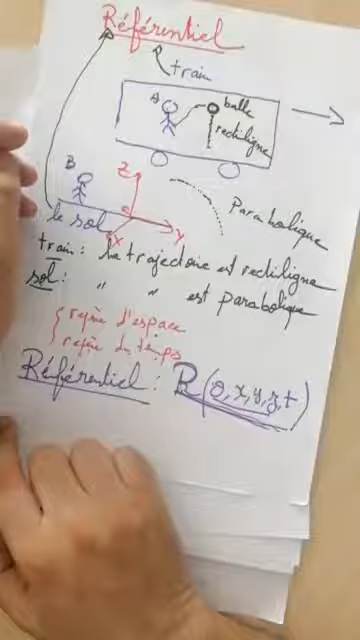 Référentiel
train
A
balle
rectiligne
B
z
o
x
y
le sol
Parabolique
train : La trajectoire est rectiligne
sol : " " est parabolique
{ repère d'espace
repère du temps
Référentiel : R(o, x, y, z, t)